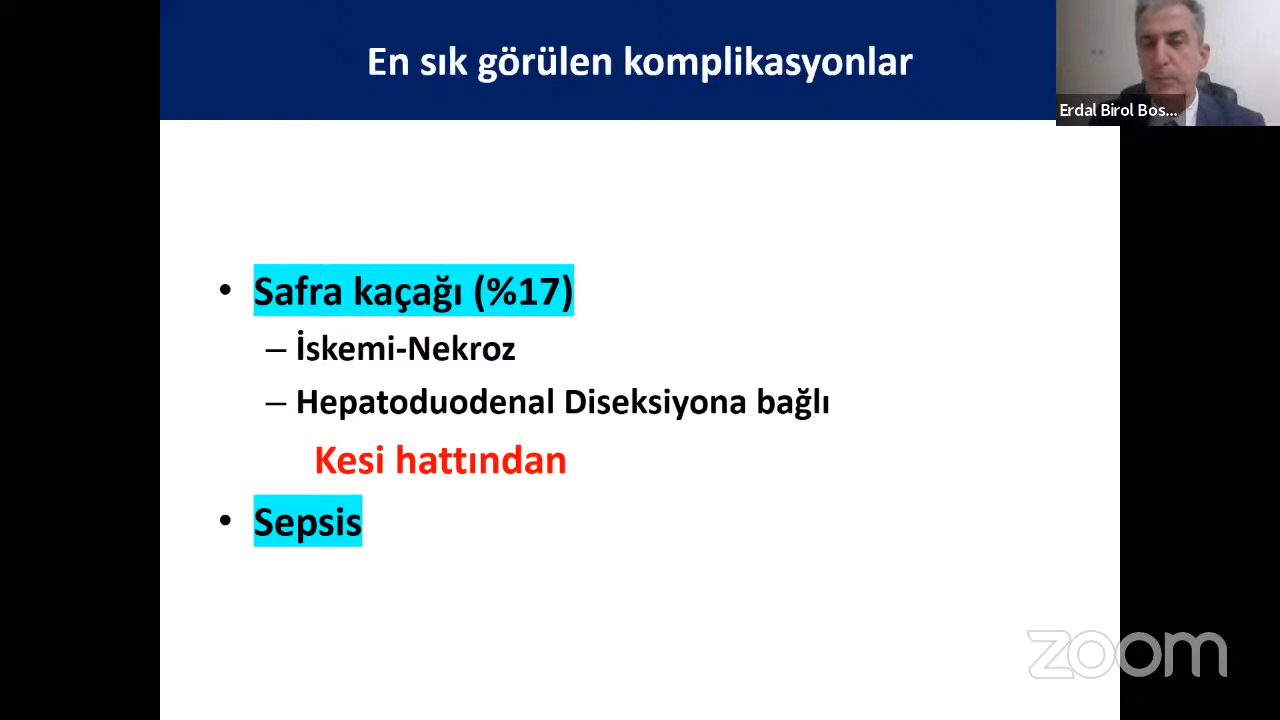 En sık görülen komplikasyonlar
Erdal Birol Bos...
• Safra kaçağı (%17)
– İskemi-Nekroz
– Hepatoduodenal Diseksiyona bağlı
Kesi hattından
• Sepsis
zoom